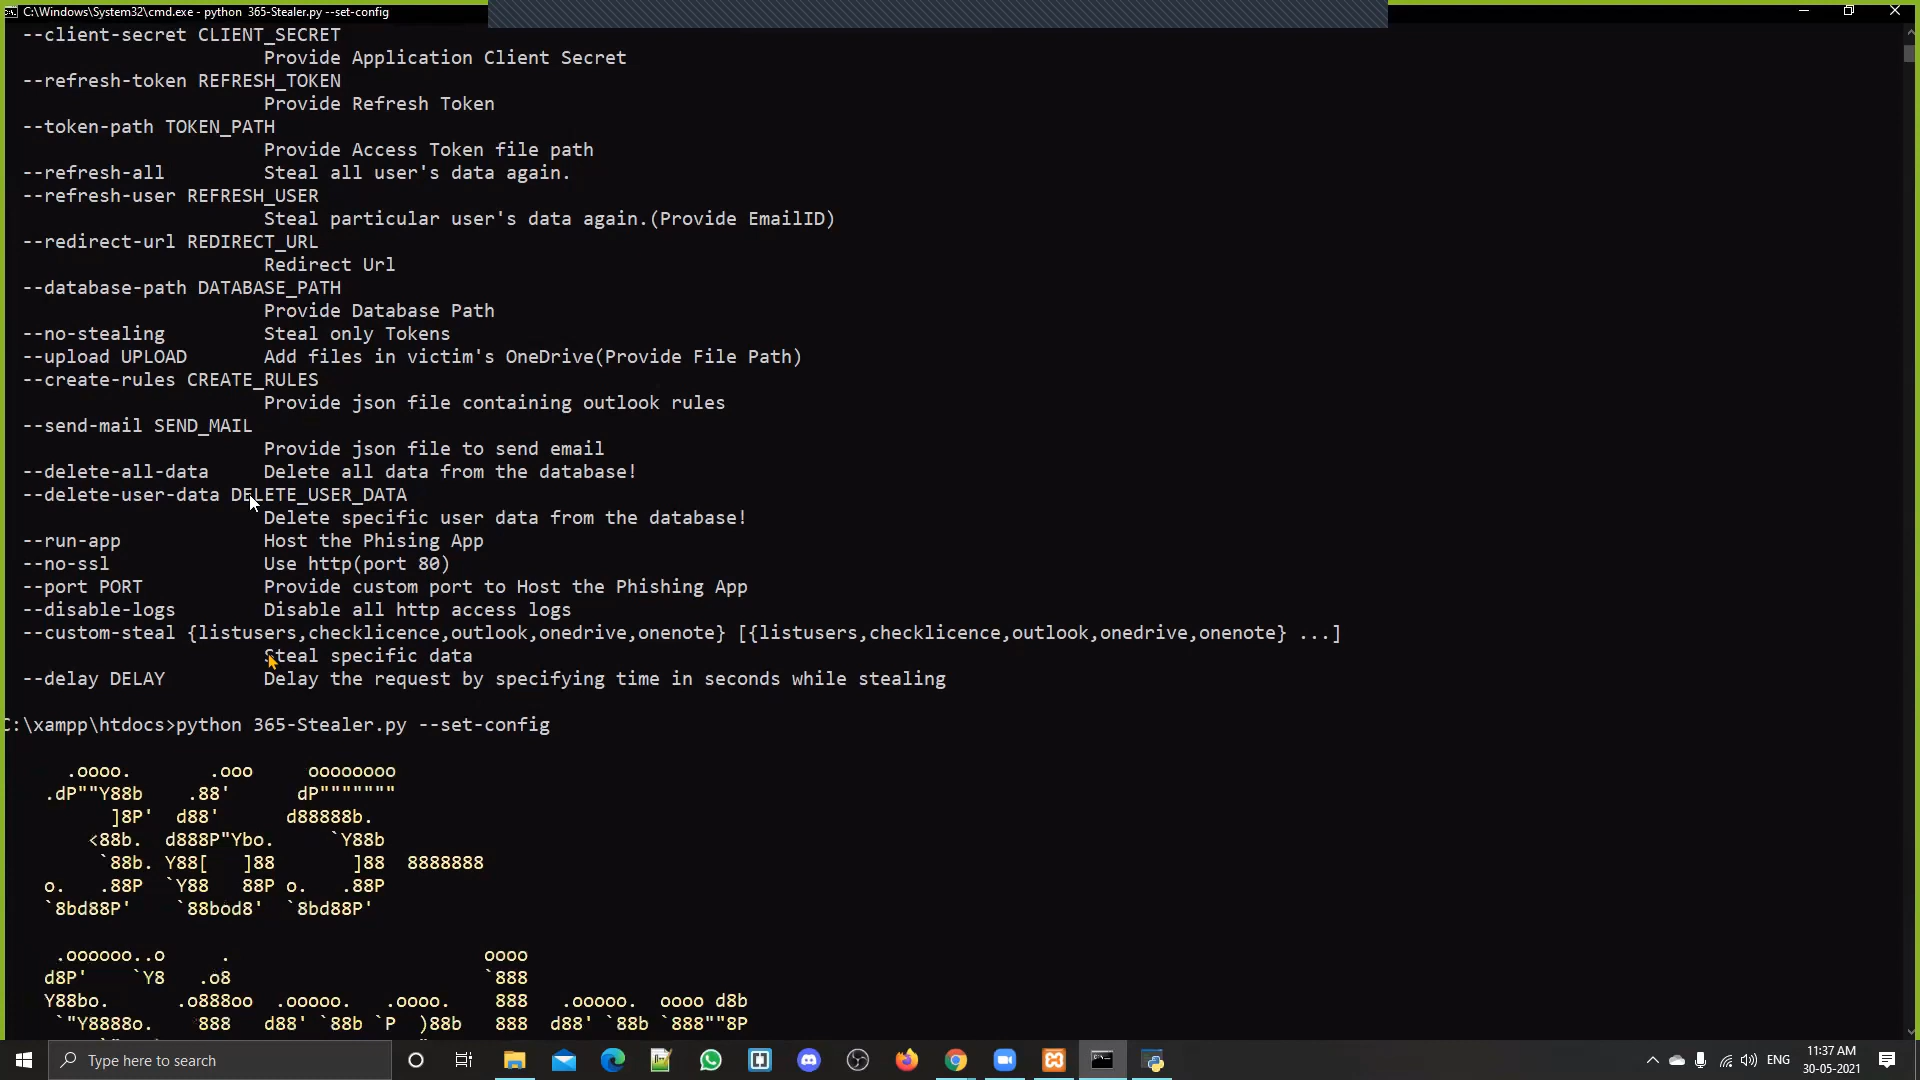 C:\Windows\System32\cmd.exe - python 365-Stealer.py --set-config
--client-secret CLIENT_SECRET
Provide Application Client Secret
--refresh-token REFRESH_TOKEN
Provide Refresh Token
--token-path TOKEN_PATH
Provide Access Token file path
--refresh-all Steal all user's data again.
--refresh-user REFRESH_USER
Steal particular user's data again.(Provide EmailID)
--redirect-url REDIRECT_URL
Redirect Url
--database-path DATABASE_PATH
Provide Database Path
--no-stealing Steal only Tokens
--upload UPLOAD Add files in victim's OneDrive(Provide File Path)
--create-rules CREATE_RULES
Provide json file containing outlook rules
--send-mail SEND_MAIL
Provide json file to send email
--delete-all-data Delete all data from the database!
--delete-user-data DELETE_USER_DATA
Delete specific user data from the database!
--run-app Host the Phising App
--no-ssl Use http(port 80)
--port PORT Provide custom port to Host the Phishing App
--disable-logs Disable all http access logs
--custom-steal {listusers,checklicence,outlook,onedrive,onenote} [{listusers,checklicence,outlook,onedrive,onenote} ...]
Steal specific data
--delay DELAY Delay the request by specifying time in seconds while stealing
C:\xampp\htdocs>python 365-Stealer.py --set-config
.oooo. .ooo oooooooo
.dP""Y88b .88' dP"""""""
]8P' d88' d88888b.
<88b. d888P"Ybo. `Y88b
`88b. Y88[ ]88 ]88 8888888
o. .88P `Y88 88P o. .88P
`8bd88P' `88bod8' `8bd88P'
.oooooo..o . oooo
d8P' `Y8 .o8 `888
Y88bo. .o888oo .ooooo. .oooo. 888 .ooooo. oooo d8b
`"Y8888o. 888 d88' `88b `P )88b 888 d88' `88b `888""8P
Type here to search
ENG
11:37 AM
30-05-2021